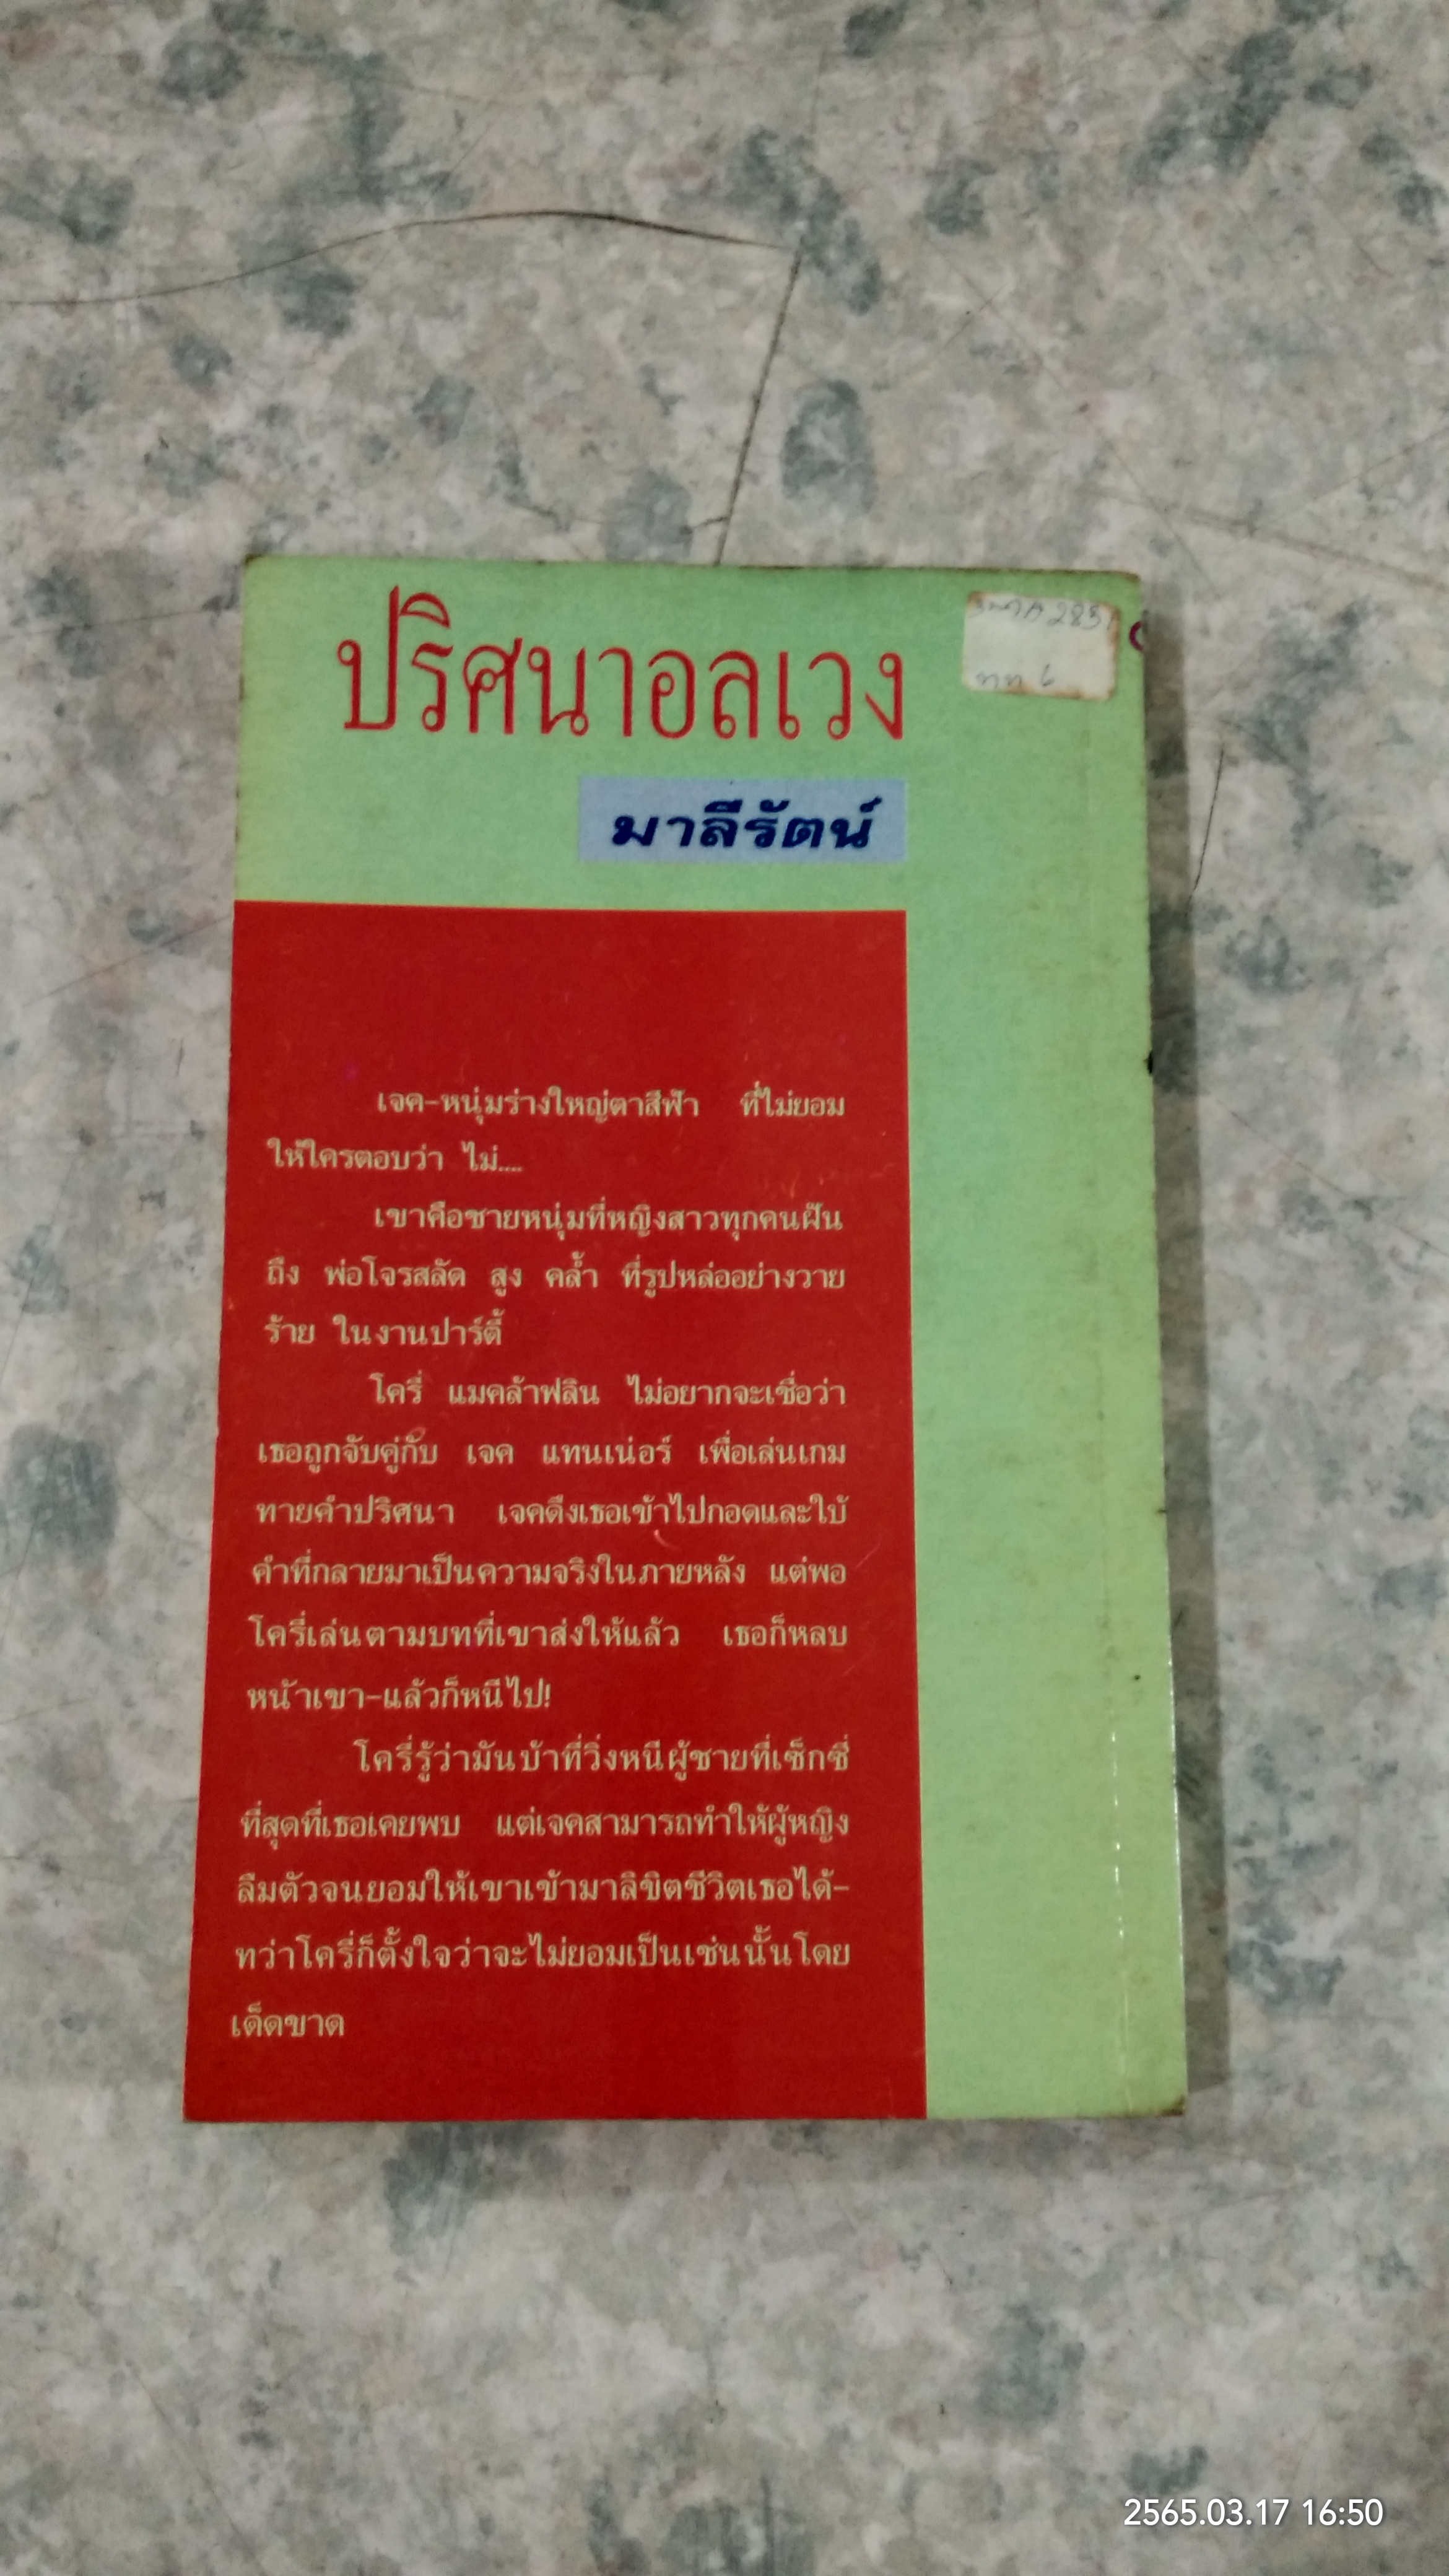 ปริศนาอลเวง
มาลีรัตน์
เจค-หนุ่มร่างใหญ่ตาสีฟ้า ที่ไม่ยอม
ให้ใครตอบว่า ไม่....
เขาคือชายหนุ่มที่หญิงสาวทุกคนฝัน
ถึง พ่อโจรสลัด สูง คล้ำ ที่รูปหล่ออย่างวาย
ร้าย ในงานปาร์ตี้
โครี่ แมคล้าฟลิน ไม่อยากจะเชื่อว่า
เธอถูกจับคู่กับ เจค แทนเน่อร์ เพื่อเล่นเกม
ทายคำปริศนา เจคดึงเธอเข้าไปกอดและใบ้
คำที่กลายมาเป็นความจริงในภายหลัง แต่พอ
โครี่เล่นตามบทที่เขาส่งให้แล้ว เธอก็หลบ
หน้าเขา-แล้วก็หนีไป!
โครี่รู้ว่ามันบ้าที่วิ่งหนีผู้ชายที่เซ็กซี่
ที่สุดที่เธอเคยพบ แต่เจคสามารถทำให้ผู้หญิง
ลืมตัวจนยอมให้เขาเข้ามาลิขิตชีวิตเธอได้-
ทว่าโครี่ก็ตั้งใจว่าจะไม่ยอมเป็นเช่นนั้นโดย
เด็ดขาด
2565.03.17 16:50